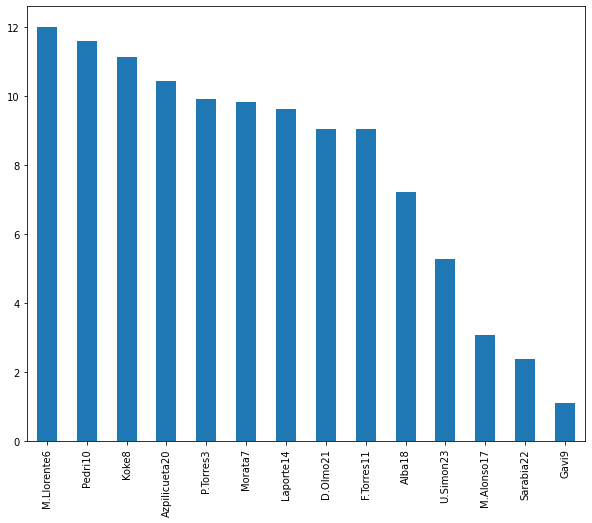 12
10
8
6
4
2
0
M.Llorente6
Pedri10
Koke8
Azpilicueta20
P.Torres3
Morata7
Laporte14
D.Olmo21
F.Torres11
Alba18
U.Simon23
M.Alonso17
Sarabia22
Gavi9